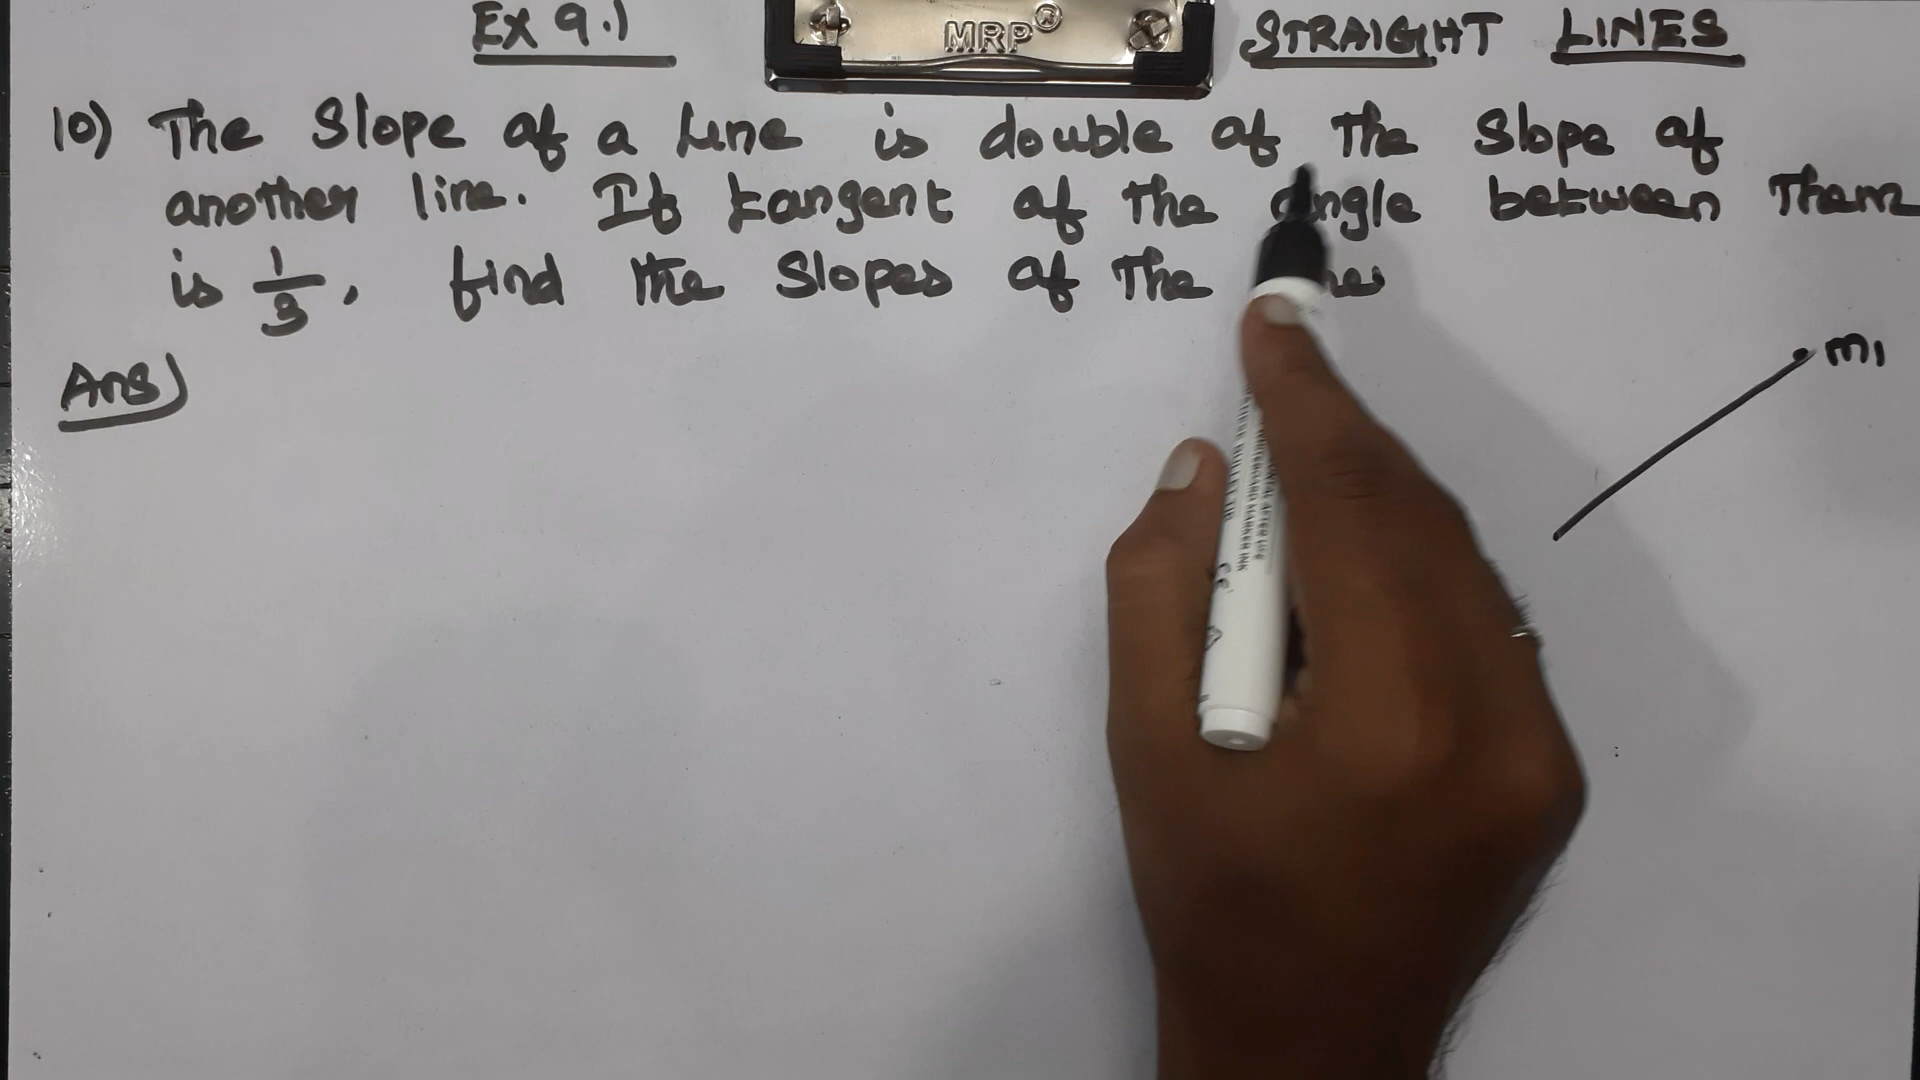 Ex 9.1
MRP®
STRAIGHT LINES
10) The Slope of a Line is double of the Slope of
another line. If tangent of the angle between them
is 1/3, find the Slopes of the
Ans)
m1